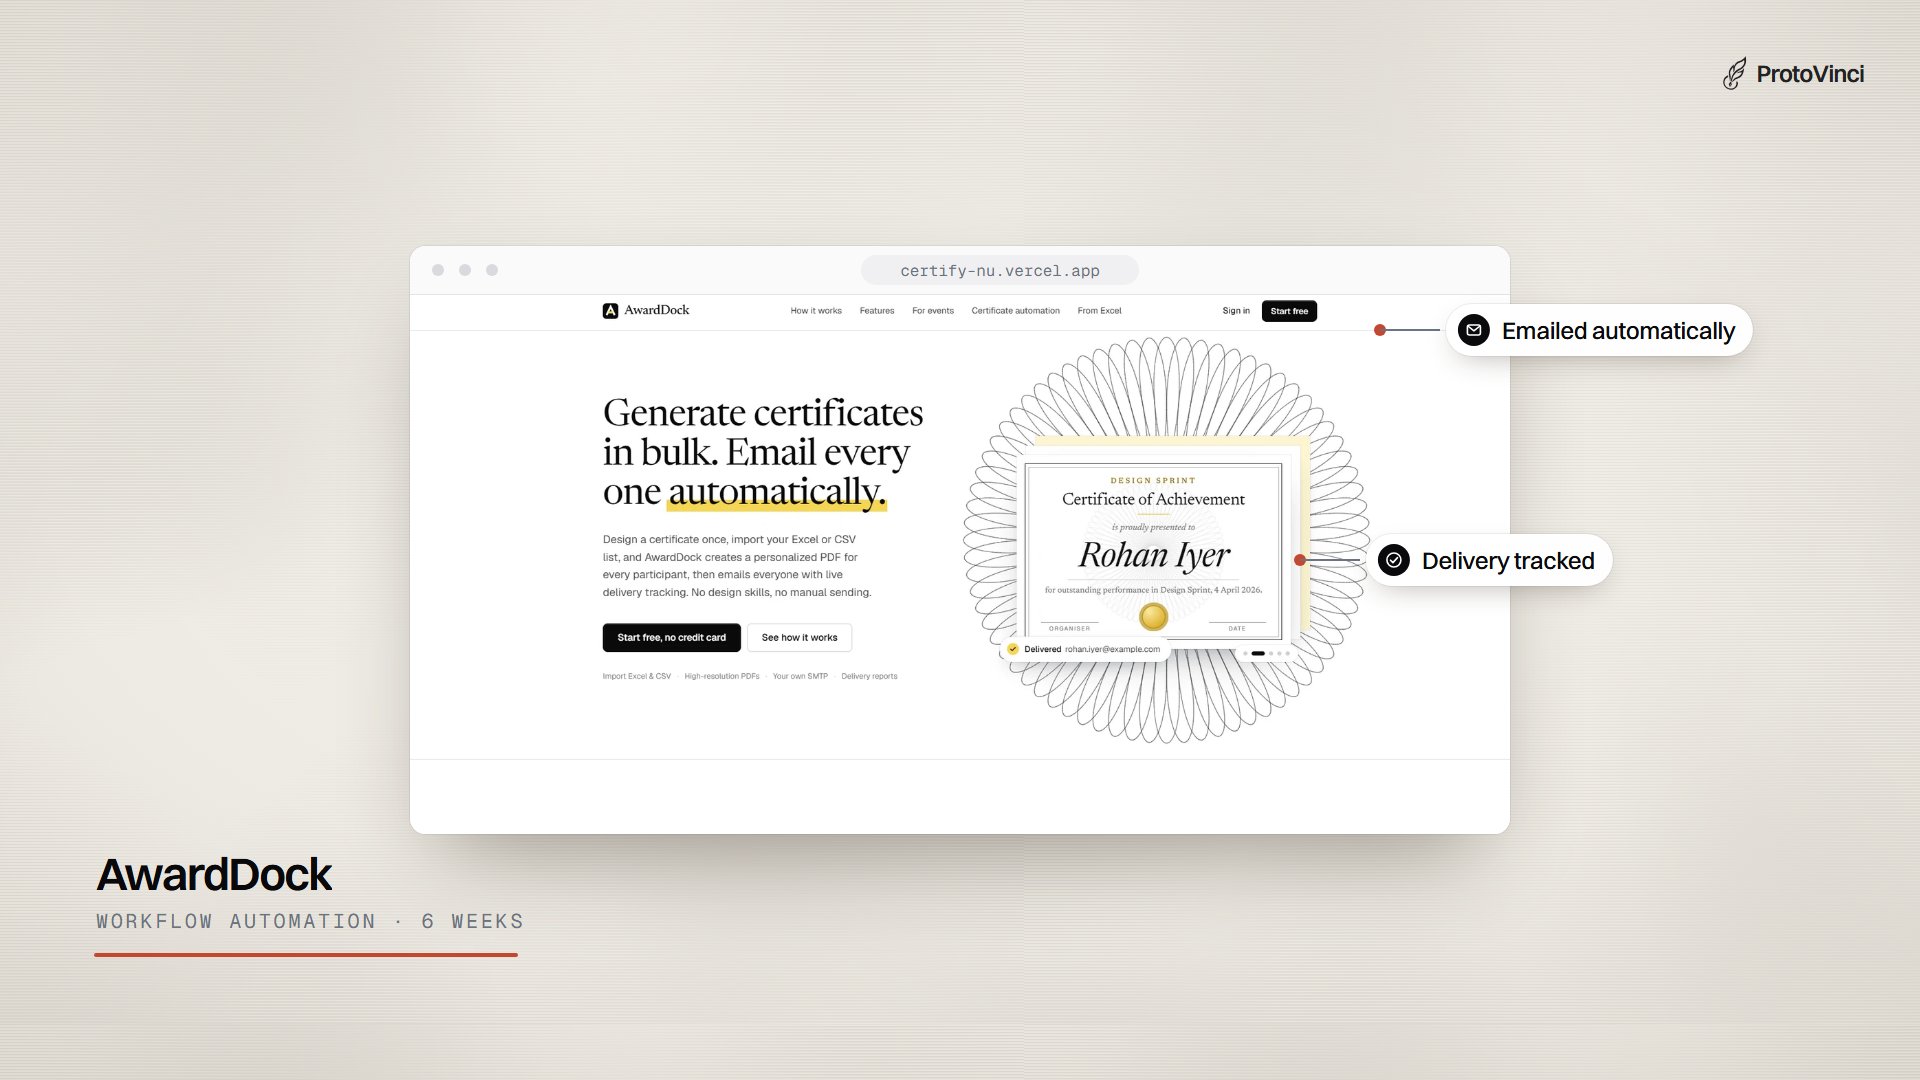 ProtoVinci
certify-nu.vercel.app
AwardDock
How it works
Features
For events
Certificate automation
From Excel
Sign in
Start free
Emailed automatically
Generate certificates
in bulk. Email every
one automatically.
Design a certificate once, import your Excel or CSV
list, and AwardDock creates a personalized PDF for
every participant, then emails everyone with live
delivery tracking. No design skills, no manual sending.
Start free, no credit card
See how it works
Import Excel & CSV · High-resolution PDFs · Your own SMTP · Delivery reports
DESIGN SPRINT
Certificate of Achievement
is proudly presented to
Rohan Iyer
for outstanding performance in Design Sprint, 4 April 2026.
ORGANISER
DATE
Delivered rohan.iyer@example.com
Delivery tracked
AwardDock
WORKFLOW AUTOMATION · 6 WEEKS